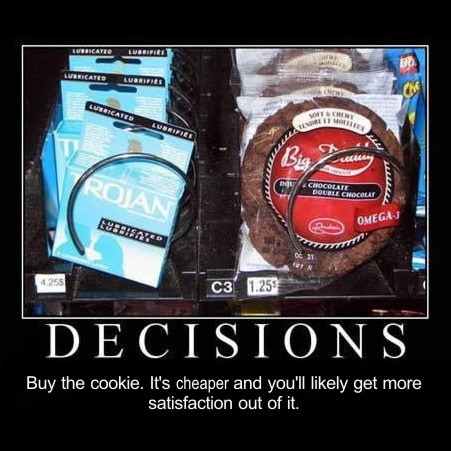 LUBRICATED LUBRIFIÉS
LUBRICATED LUBRIFIÉS
LUBRICATED LUBRIFIÉS
TROJAN
LUBRICATED
LUBRIFIÉS
SOFT & CHEWY
TENDRE ET MOELLEUX
Big Daddy
DOUBLE CHOCOLATE
DOUBLE CHOCOLAT
OMEGA-3
4.25$
C3
1.25$
DECISIONS
Buy the cookie. It's cheaper and you'll likely get more
satisfaction out of it.